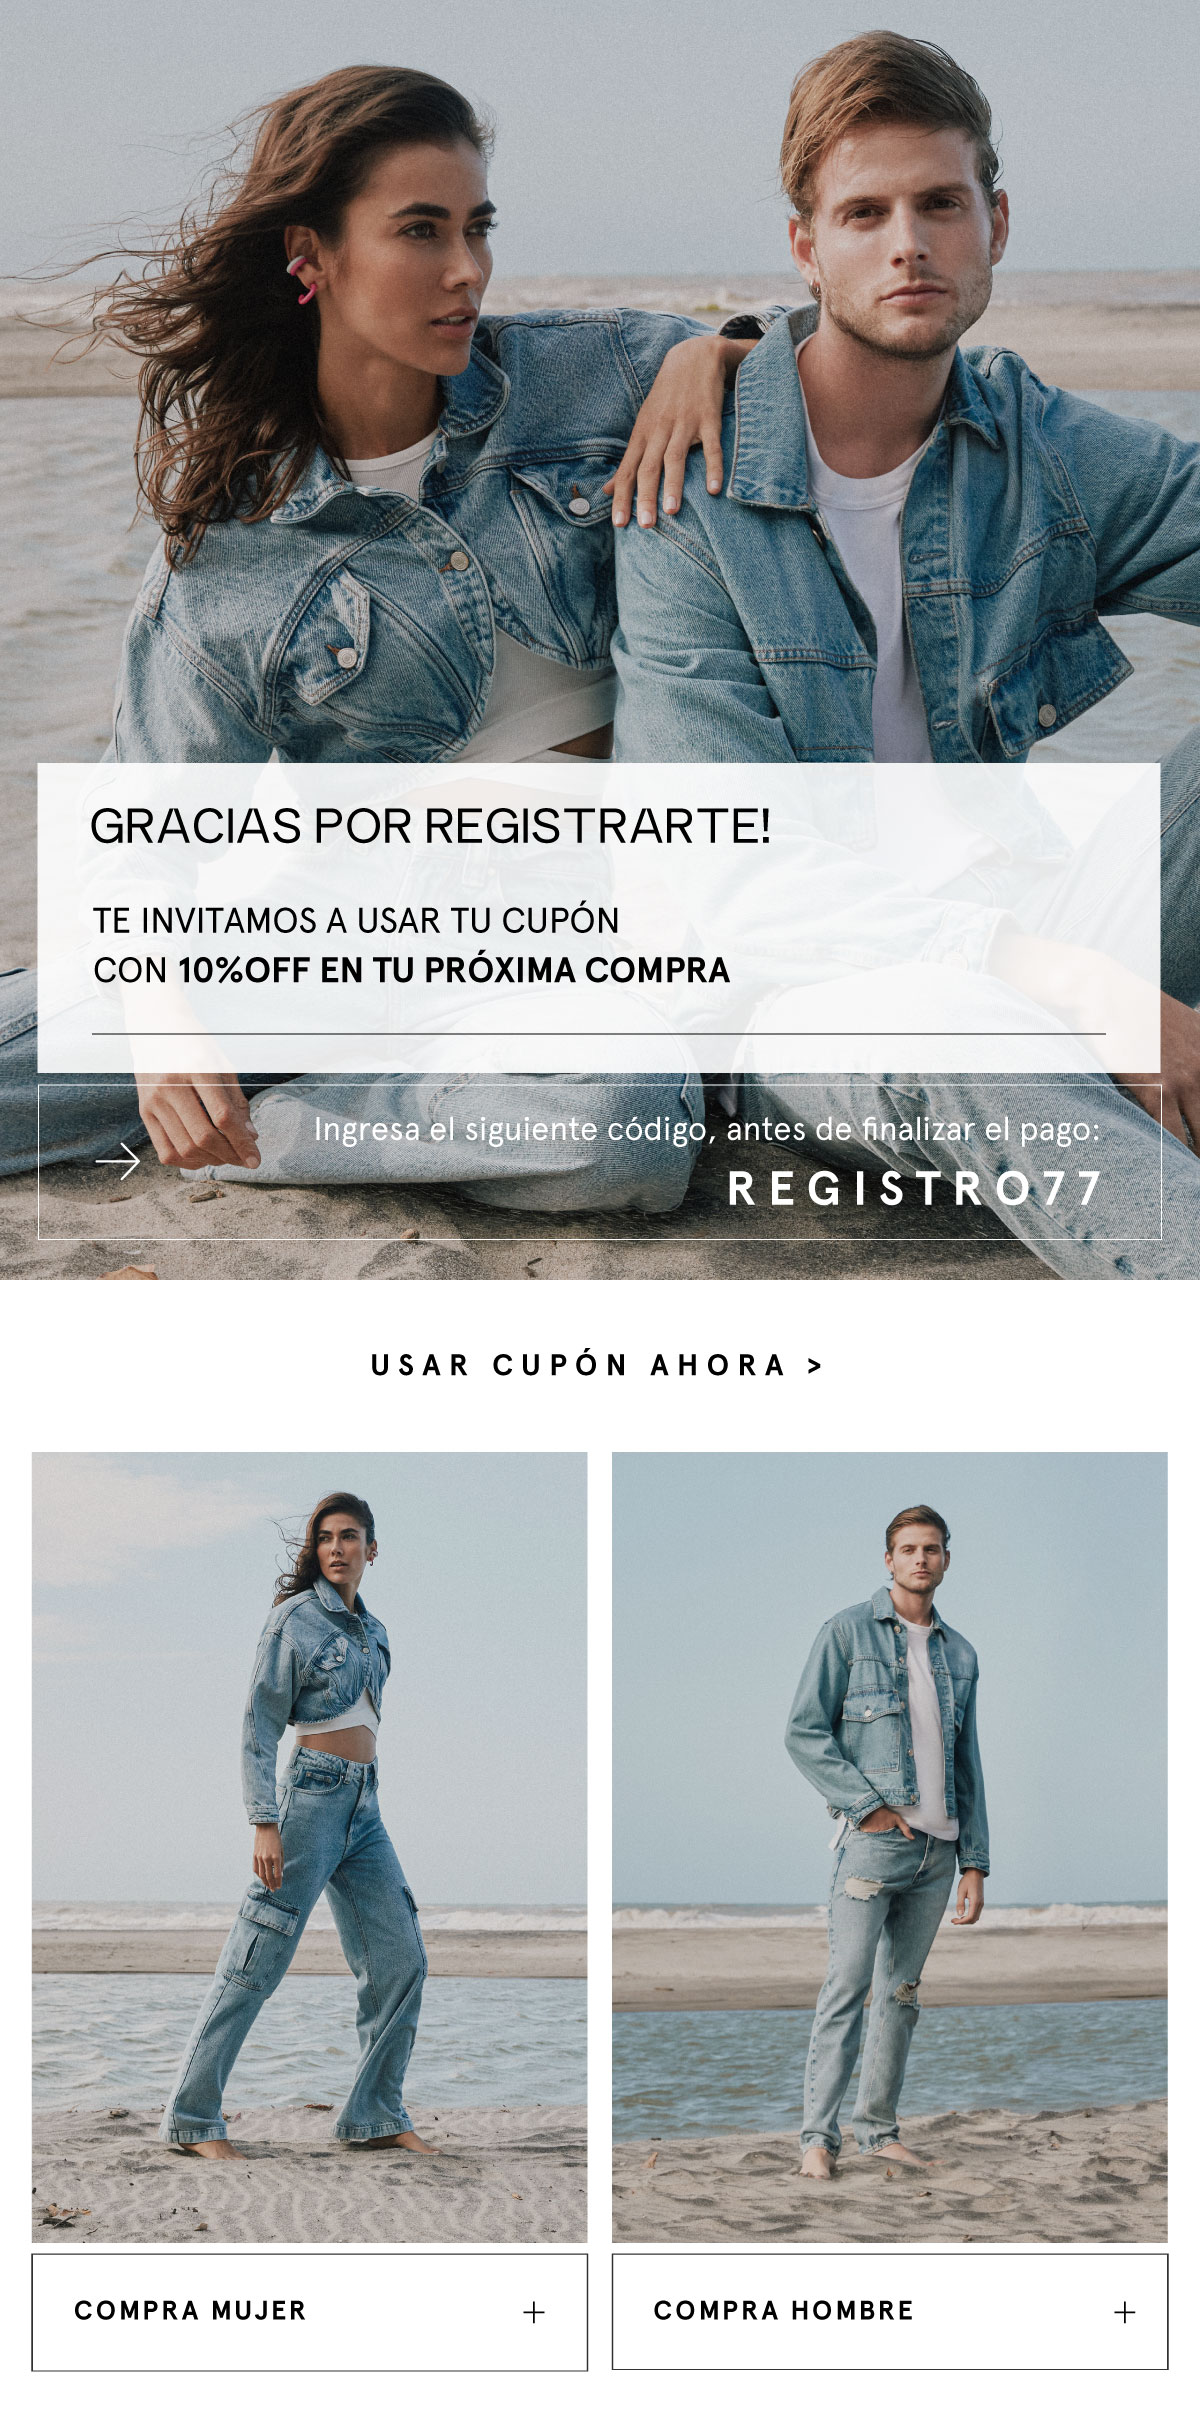 GRACIAS POR REGISTRARTE!
TE INVITAMOS A USAR TU CUPÓN
CON 10%OFF EN TU PRÓXIMA COMPRA
Ingresa el siguiente código, antes de finalizar el pago:
REGISTRO77
USAR CUPÓN AHORA >
COMPRA MUJER +
COMPRA HOMBRE +